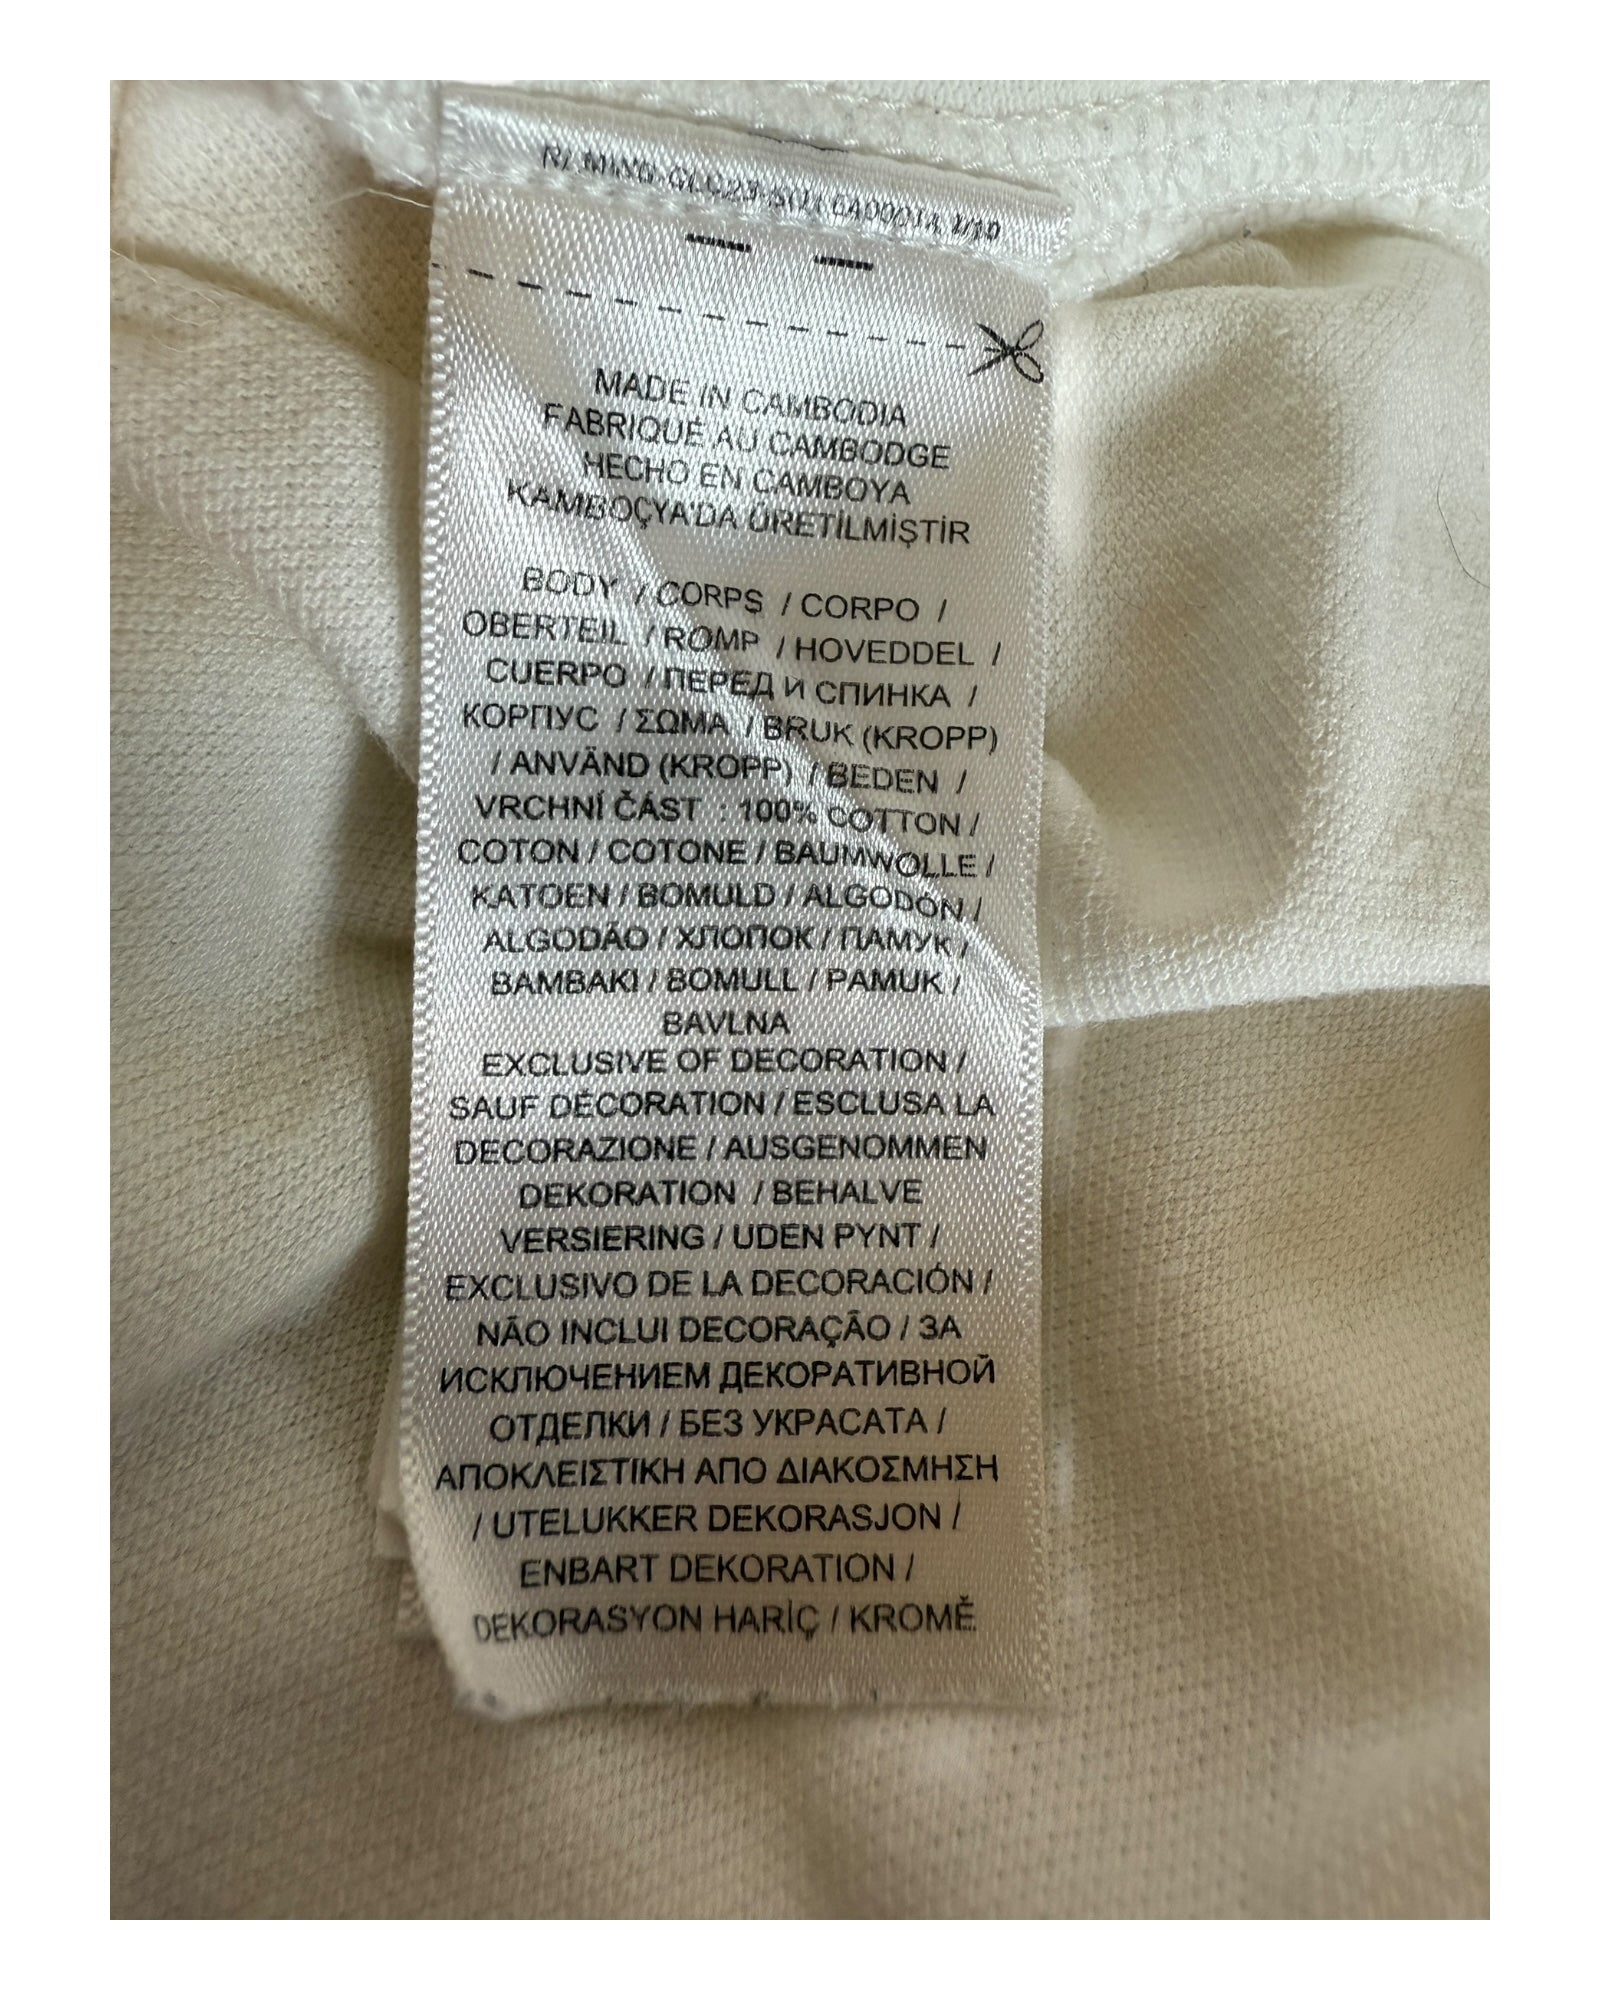 MADE IN CAMBODIA
FABRIQUÉ AU CAMBODGE
HECHO EN CAMBOYA
KAMBOÇYA'DA ÜRETİLMİŞTİR
BODY / CORPS / CORPO /
OBERTEIL / ROMP / HOVEDDEL /
CUERPO / ПЕРЕД И СПИНКА /
КОРПУС / ΣΩΜΑ / BRUK (KROPP)
/ ANVÄND (KROPP) / BEDEN /
VRCHNÍ ČÁST : 100% COTTON /
COTON / COTONE / BAUMWOLLE /
KATOEN / BOMULD / ALGODÓN /
ALGODÃO / ХЛОПОК / ПАМУК /
BAMBAKI / BOMULL / PAMUK /
BAVLNA
EXCLUSIVE OF DECORATION /
SAUF DÉCORATION / ESCLUSA LA
DECORAZIONE / AUSGENOMMEN
DEKORATION / BEHALVE
VERSIERING / UDEN PYNT /
EXCLUSIVO DE LA DECORACIÓN /
NÃO INCLUI DECORAÇÃO / ЗА
ИСКЛЮЧЕНИЕМ ДЕКОРАТИВНОЙ
ОТДЕЛКИ / БЕЗ УКРАСАТА /
ΑΠΟΚΛΕΙΣΤΙΚΗ ΑΠΟ ΔΙΑΚΟΣΜΗΣΗ
/ UTELUKKER DEKORASJON /
ENBART DEKORATION /
DEKORASYON HARİÇ / KROMĚ